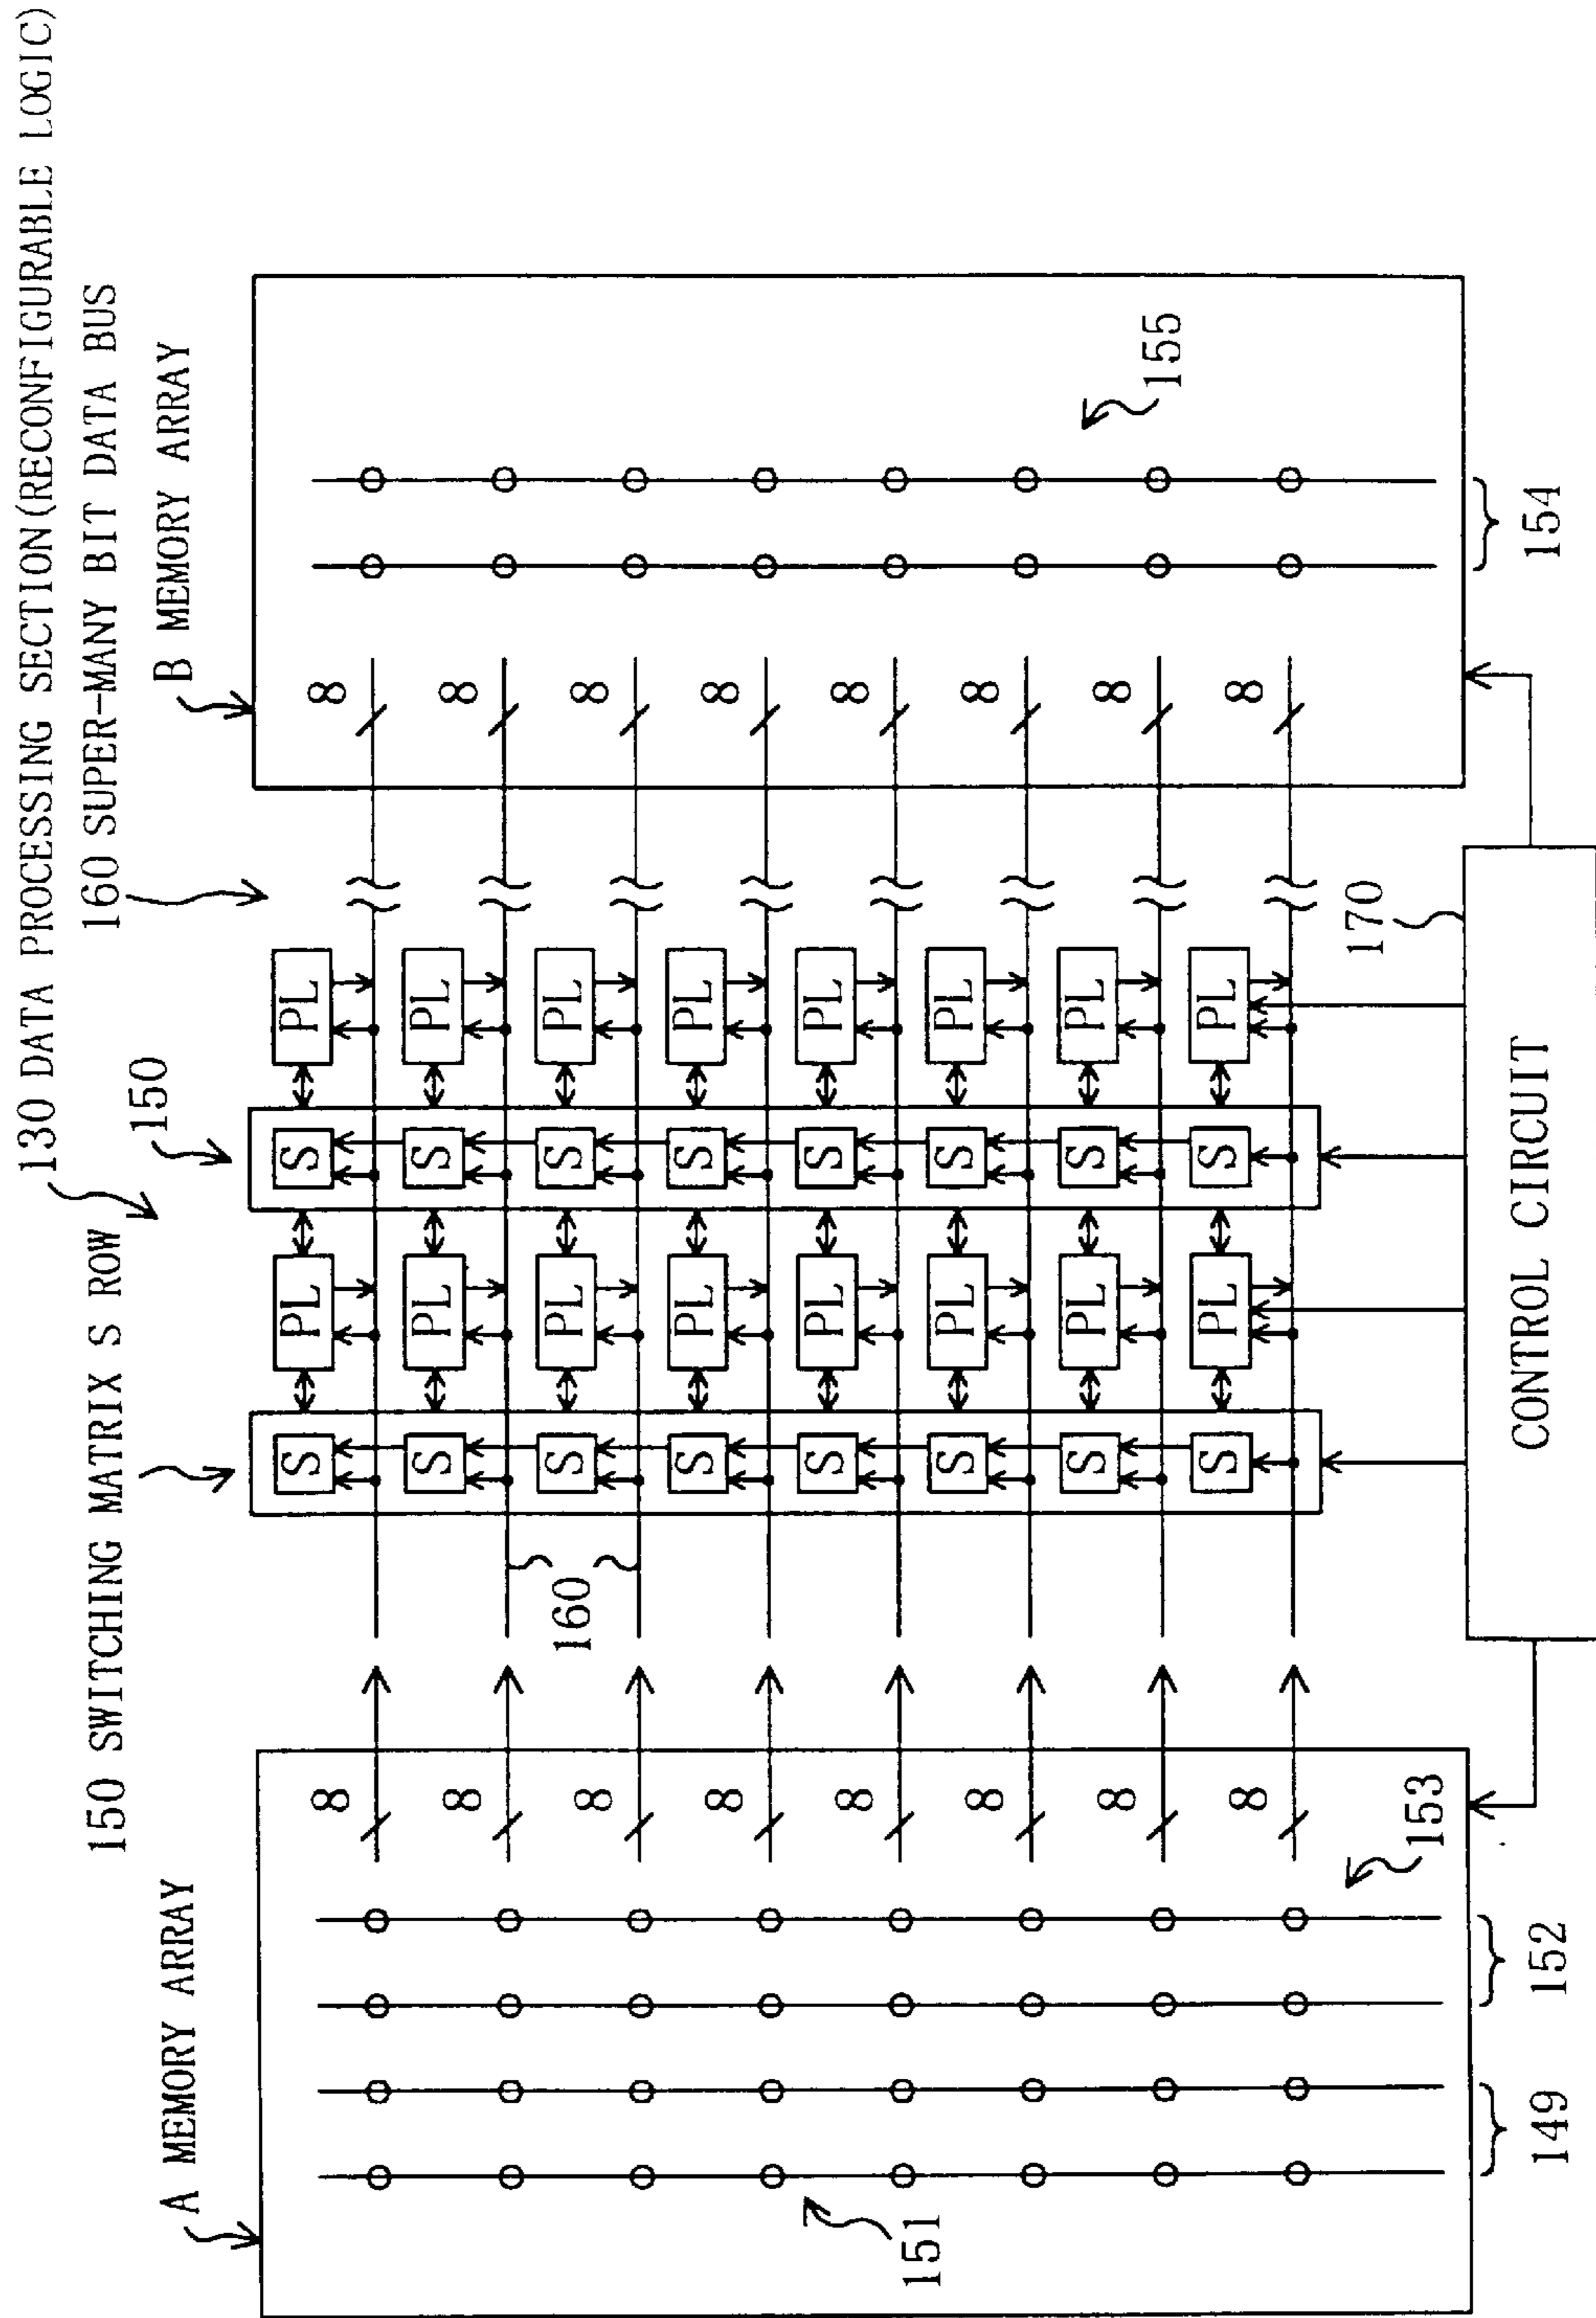 130 DATA PROCESSING SECTION(RECONFIGURABLE LOGIC)
160 SUPER-MANY BIT DATA BUS
150 SWITCHING MATRIX S ROW
150
A MEMORY ARRAY
B MEMORY ARRAY
8 S PL S PL 8
8 S PL S PL 8
160
8 S PL S PL 8
8 S PL S PL 8
8 S PL S PL 8
8 S PL S PL 8
8 S PL S PL 8
8 S PL S PL 8
151
153
155
170
149
152
154
CONTROL CIRCUIT